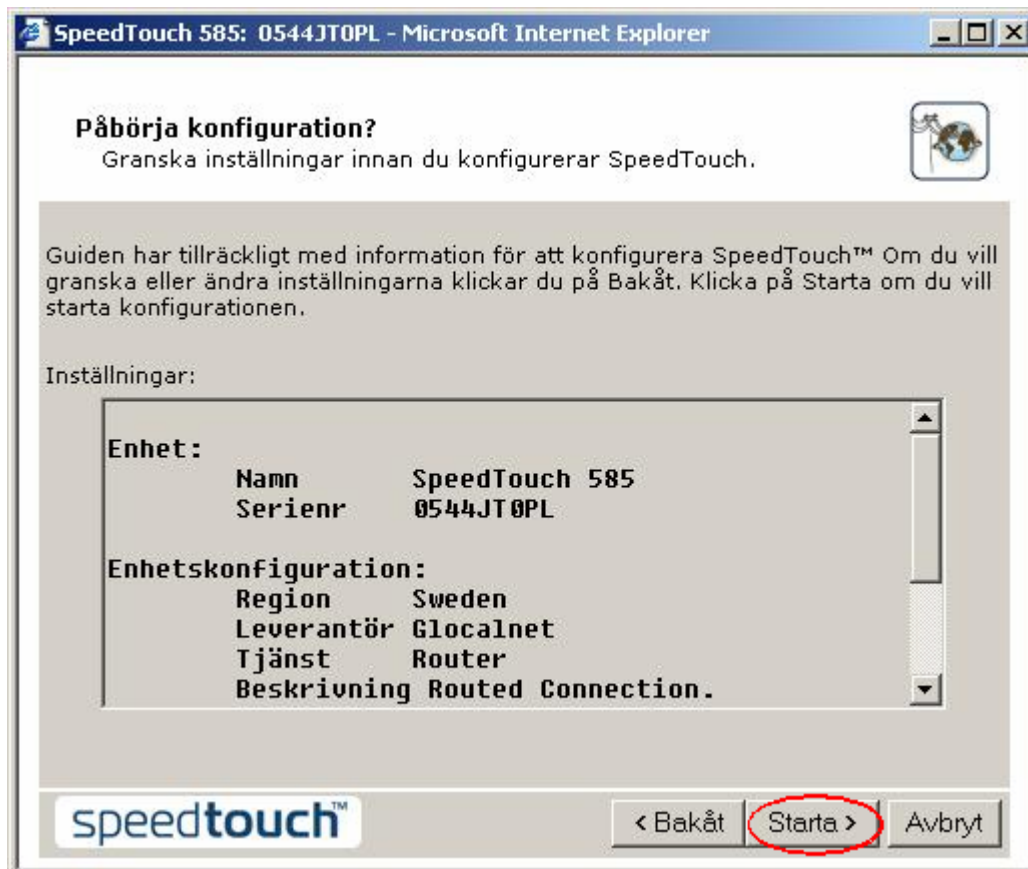 SpeedTouch 585: 0544JT0PL - Microsoft Internet Explorer
Påbörja konfiguration?
Granska inställningar innan du konfigurerar SpeedTouch.
Guiden har tillräckligt med information för att konfigurera SpeedTouch™ Om du vill
granska eller ändra inställningarna klickar du på Bakåt. Klicka på Starta om du vill
starta konfigurationen.
Inställningar:
Enhet:
Namn SpeedTouch 585
Serienr 0544JT0PL
Enhetskonfiguration:
Region Sweden
Leverantör Glocalnet
Tjänst Router
Beskrivning Routed Connection.
speedtouch™
< Bakåt Starta > Avbryt